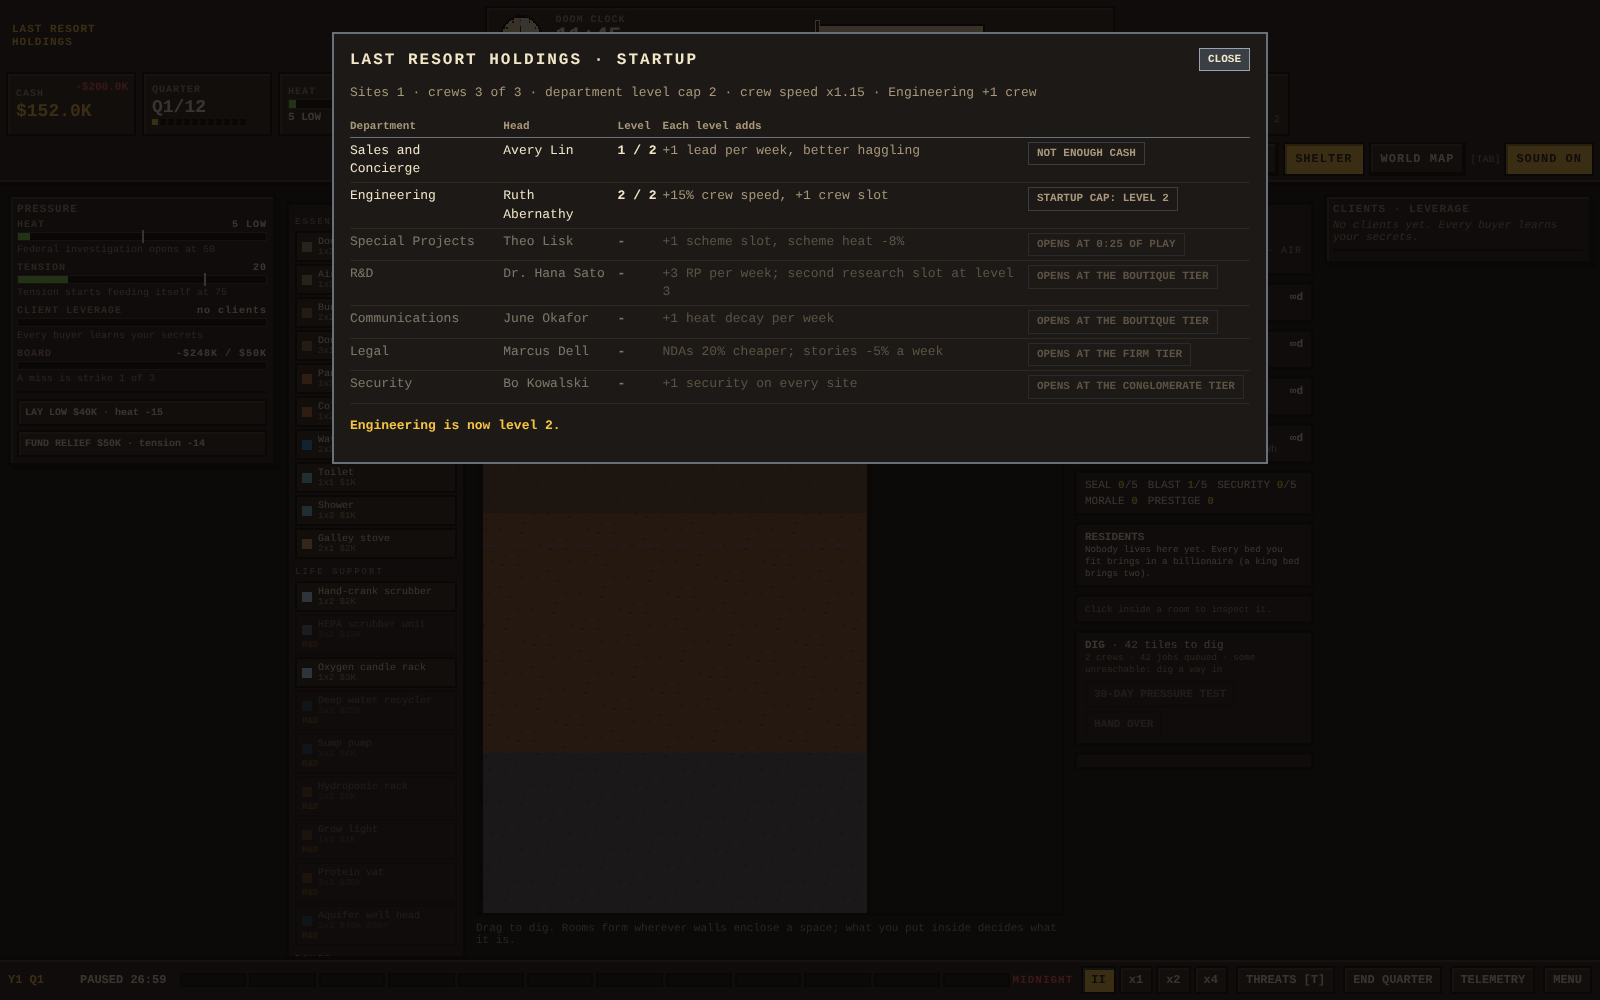 LAST RESORT
HOLDINGS
DOOM CLOCK
CASH
-$200.0K
$152.0K
QUARTER
Q1/12
HEAT
5 LOW
LAST RESORT HOLDINGS · STARTUP
CLOSE
Sites 1 · crews 3 of 3 · department level cap 2 · crew speed x1.15 · Engineering +1 crew
Department Head Level Each level adds
Sales and Concierge Avery Lin 1 / 2 +1 lead per week, better haggling NOT ENOUGH CASH
Engineering Ruth Abernathy 2 / 2 +15% crew speed, +1 crew slot STARTUP CAP: LEVEL 2
Special Projects Theo Lisk - +1 scheme slot, scheme heat -8% OPENS AT 0:25 OF PLAY
R&D Dr. Hana Sato - +3 RP per week; second research slot at level 3 OPENS AT THE BOUTIQUE TIER
Communications June Okafor - +1 heat decay per week OPENS AT THE BOUTIQUE TIER
Legal Marcus Dell - NDAs 20% cheaper; stories -5% a week OPENS AT THE FIRM TIER
Security Bo Kowalski - +1 security on every site OPENS AT THE CONGLOMERATE TIER
Engineering is now level 2.
SHELTER
WORLD MAP
[TAB]
SOUND ON
PRESSURE
HEAT 5 LOW
Federal investigation opens at 50
TENSION 20
Tension starts feeding itself at 75
CLIENT LEVERAGE no clients
Every buyer learns your secrets
BOARD -$248K / $50K
A miss is strike 1 of 3
LAY LOW $40K · heat -15
FUND RELIEF $50K · tension -14
Toilet
1x1 $1K
Shower
1x2 $1K
Galley stove
2x1 $2K
LIFE SUPPORT
Hand-crank scrubber
1x2 $2K
HEPA scrubber unit
R&D
Oxygen candle rack
1x2 $3K
Deep water recycler
R&D
Sump pump
R&D
Hydroponic rack
R&D
Grow light
R&D
Protein vat
R&D
Aquifer well head
R&D
Drag to dig. Rooms form wherever walls enclose a space; what you put inside decides what
it is.
AIR
∞d
∞d
∞d
∞d
SEAL 0/5 BLAST 1/5 SECURITY 0/5
MORALE 0 PRESTIGE 0
RESIDENTS
Nobody lives here yet. Every bed you
fit brings in a billionaire (a king bed
brings two).
Click inside a room to inspect it.
DIG · 42 tiles to dig
2 crews · 42 jobs queued · some
unreachable: dig a way in
30-DAY PRESSURE TEST
HAND OVER
CLIENTS · LEVERAGE
No clients yet. Every buyer learns
your secrets.
Y1 Q1
PAUSED 26:59
MIDNIGHT
II
x1
x2
x4
THREATS [T]
END QUARTER
TELEMETRY
MENU